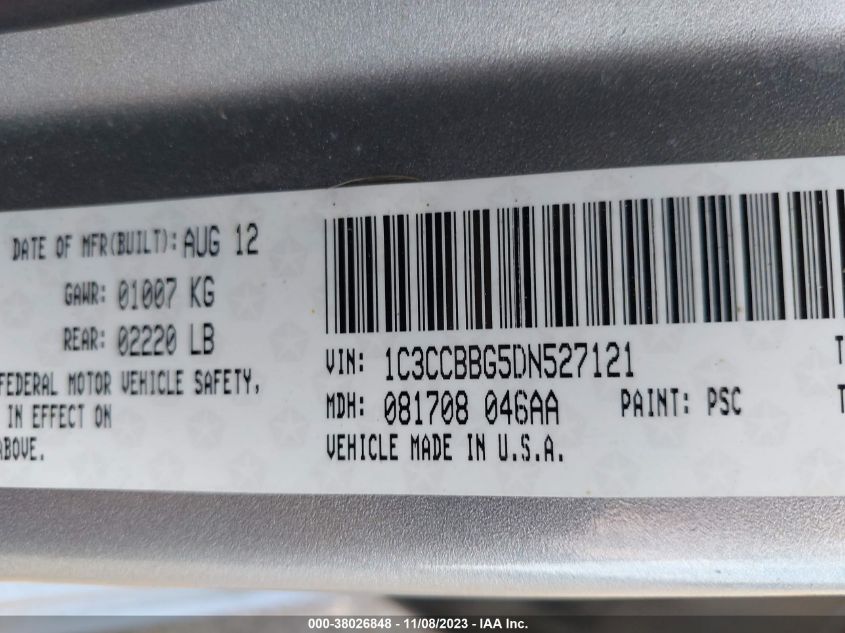 DATE OF MFR(BUILT): AUG 12
GAWR: 01007 KG
REAR: 02220 LB
FEDERAL MOTOR VEHICLE SAFETY,
IN EFFECT ON
ABOVE.
VIN: 1C3CCBBG5DN527121
MDH: 081708 046AA PAINT: PSC
VEHICLE MADE IN U.S.A.
T
T
000-38026848 - 11/08/2023 - IAA Inc.